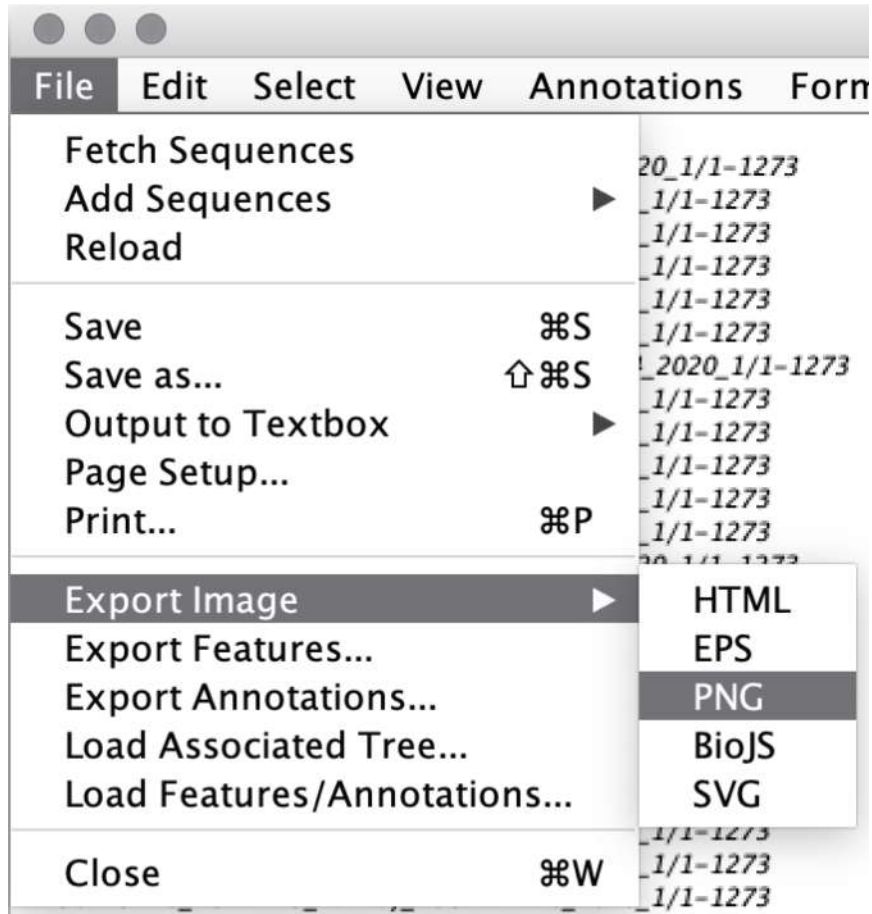 File Edit Select View Annotations Form
Fetch Sequences
20_1/1-1273
Add Sequences
_1/1-1273
Reload
_1/1-1273
_1/1-1273
_1/1-1273
Save ⌘S
_1/1-1273
Save as... ⇧⌘S
_2020_1/1-1273
Output to Textbox
_1/1-1273
_1/1-1273
Page Setup...
_1/1-1273
_1/1-1273
Print... ⌘P
_1/1-1273
Export Image
HTML
Export Features...
EPS
Export Annotations...
PNG
Load Associated Tree...
BioJS
Load Features/Annotations...
SVG
_1/1-1273
Close ⌘W
_1/1-1273
_1/1-1273